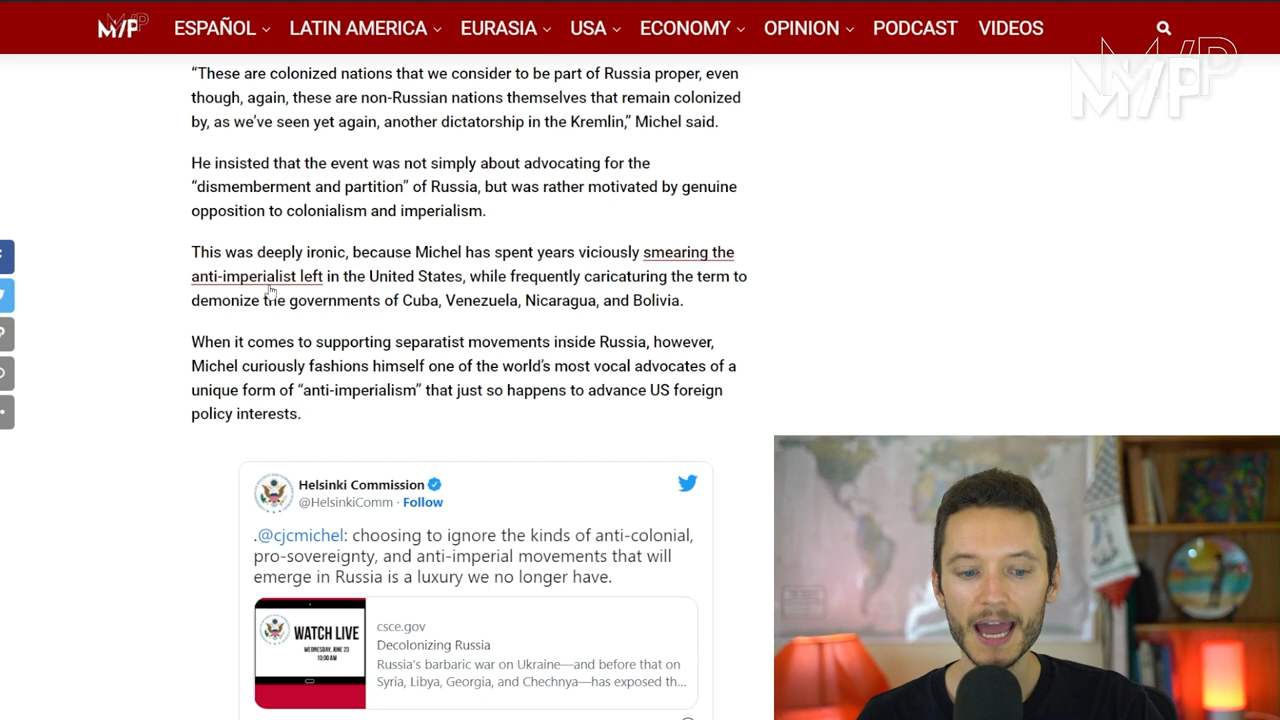 M/P ESPAÑOL LATIN AMERICA EURASIA USA ECONOMY OPINION PODCAST VIDEOS
M/P
“These are colonized nations that we consider to be part of Russia proper, even
though, again, these are non-Russian nations themselves that remain colonized
by, as we’ve seen yet again, another dictatorship in the Kremlin,” Michel said.
He insisted that the event was not simply about advocating for the
“dismemberment and partition” of Russia, but was rather motivated by genuine
opposition to colonialism and imperialism.
This was deeply ironic, because Michel has spent years viciously smearing the
anti-imperialist left in the United States, while frequently caricaturing the term to
demonize the governments of Cuba, Venezuela, Nicaragua, and Bolivia.
When it comes to supporting separatist movements inside Russia, however,
Michel curiously fashions himself one of the world’s most vocal advocates of a
unique form of “anti-imperialism” that just so happens to advance US foreign
policy interests.
Helsinki Commission
@HelsinkiComm · Follow
.@cjcmichel: choosing to ignore the kinds of anti-colonial,
pro-sovereignty, and anti-imperial movements that will
emerge in Russia is a luxury we no longer have.
WATCH LIVE
WEDNESDAY, JUNE 23
10:00 AM
csce.gov
Decolonizing Russia
Russia’s barbaric war on Ukraine—and before that on
Syria, Libya, Georgia, and Chechnya—has exposed th...